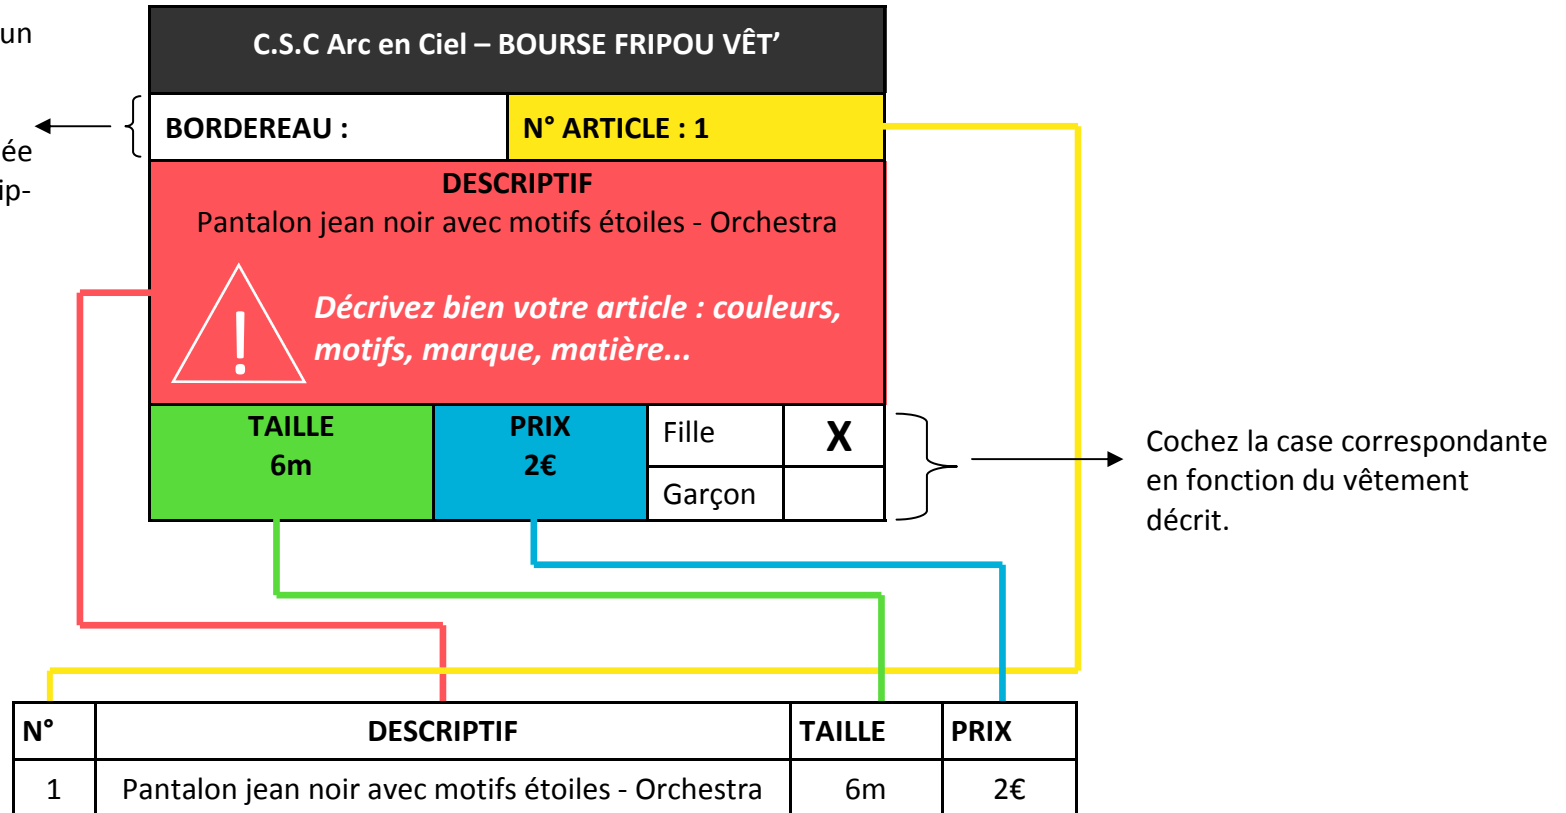 un
ée
ip-
C.S.C Arc en Ciel – BOURSE FRIPOU VÊT’
BORDEREAU :
N° ARTICLE : 1
DESCRIPTIF
Pantalon jean noir avec motifs étoiles - Orchestra
!
Décrivez bien votre article : couleurs,
motifs, marque, matière...
TAILLE
6m
PRIX
2€
Fille X
Garçon
Cochez la case correspondante
en fonction du vêtement
décrit.
N° DESCRIPTIF TAILLE PRIX
1 Pantalon jean noir avec motifs étoiles - Orchestra 6m 2€